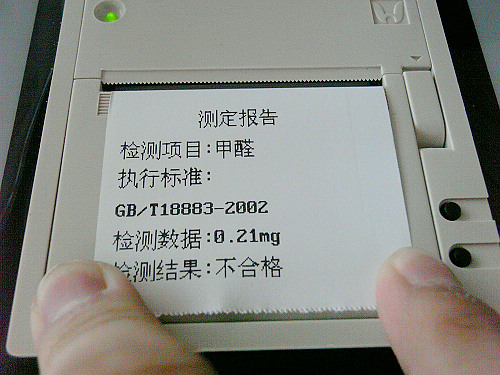 测定报告
检测项目:甲醛
执行标准:
GB/T18883-2002
检测数据:0.21mg
检测结果:不合格